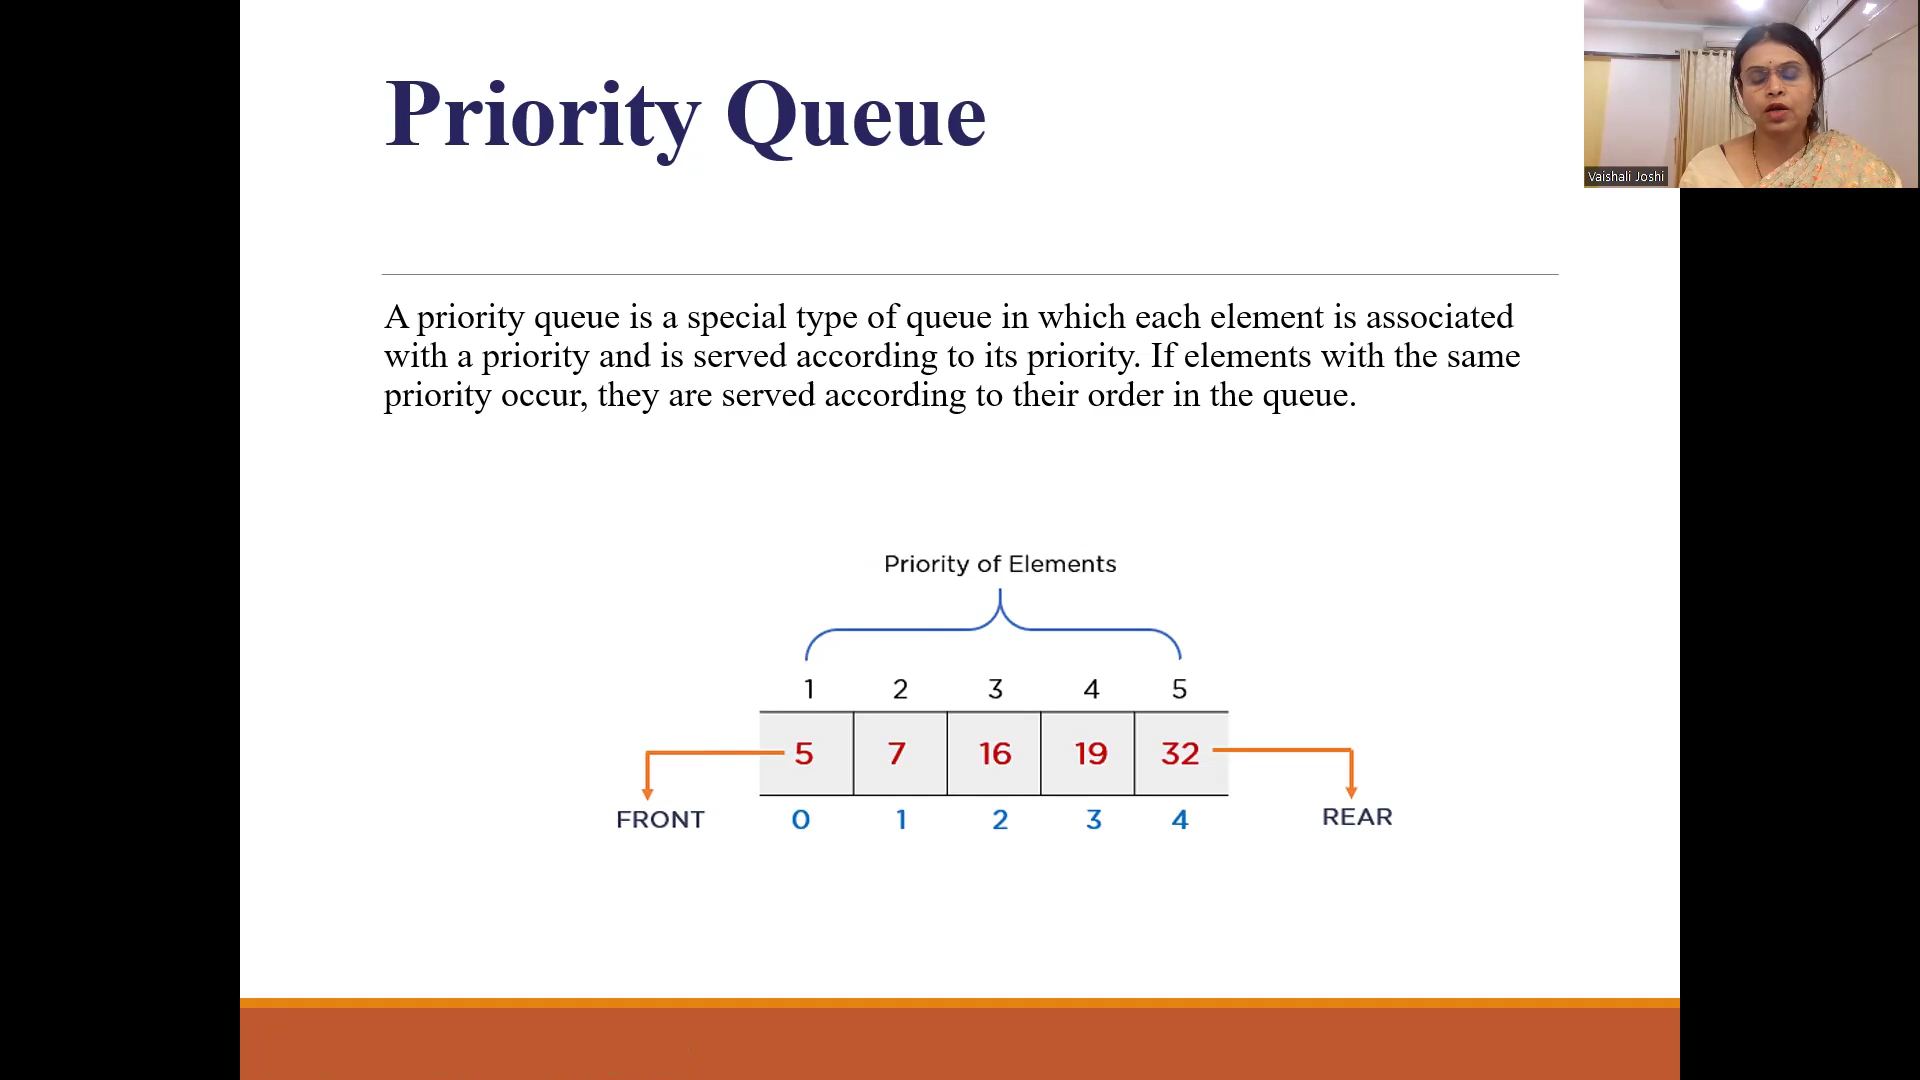 Priority Queue
Vaishali Joshi
A priority queue is a special type of queue in which each element is associated
with a priority and is served according to its priority. If elements with the same
priority occur, they are served according to their order in the queue.
Priority of Elements
1 2 3 4 5
5 7 16 19 32
FRONT 0 1 2 3 4 REAR